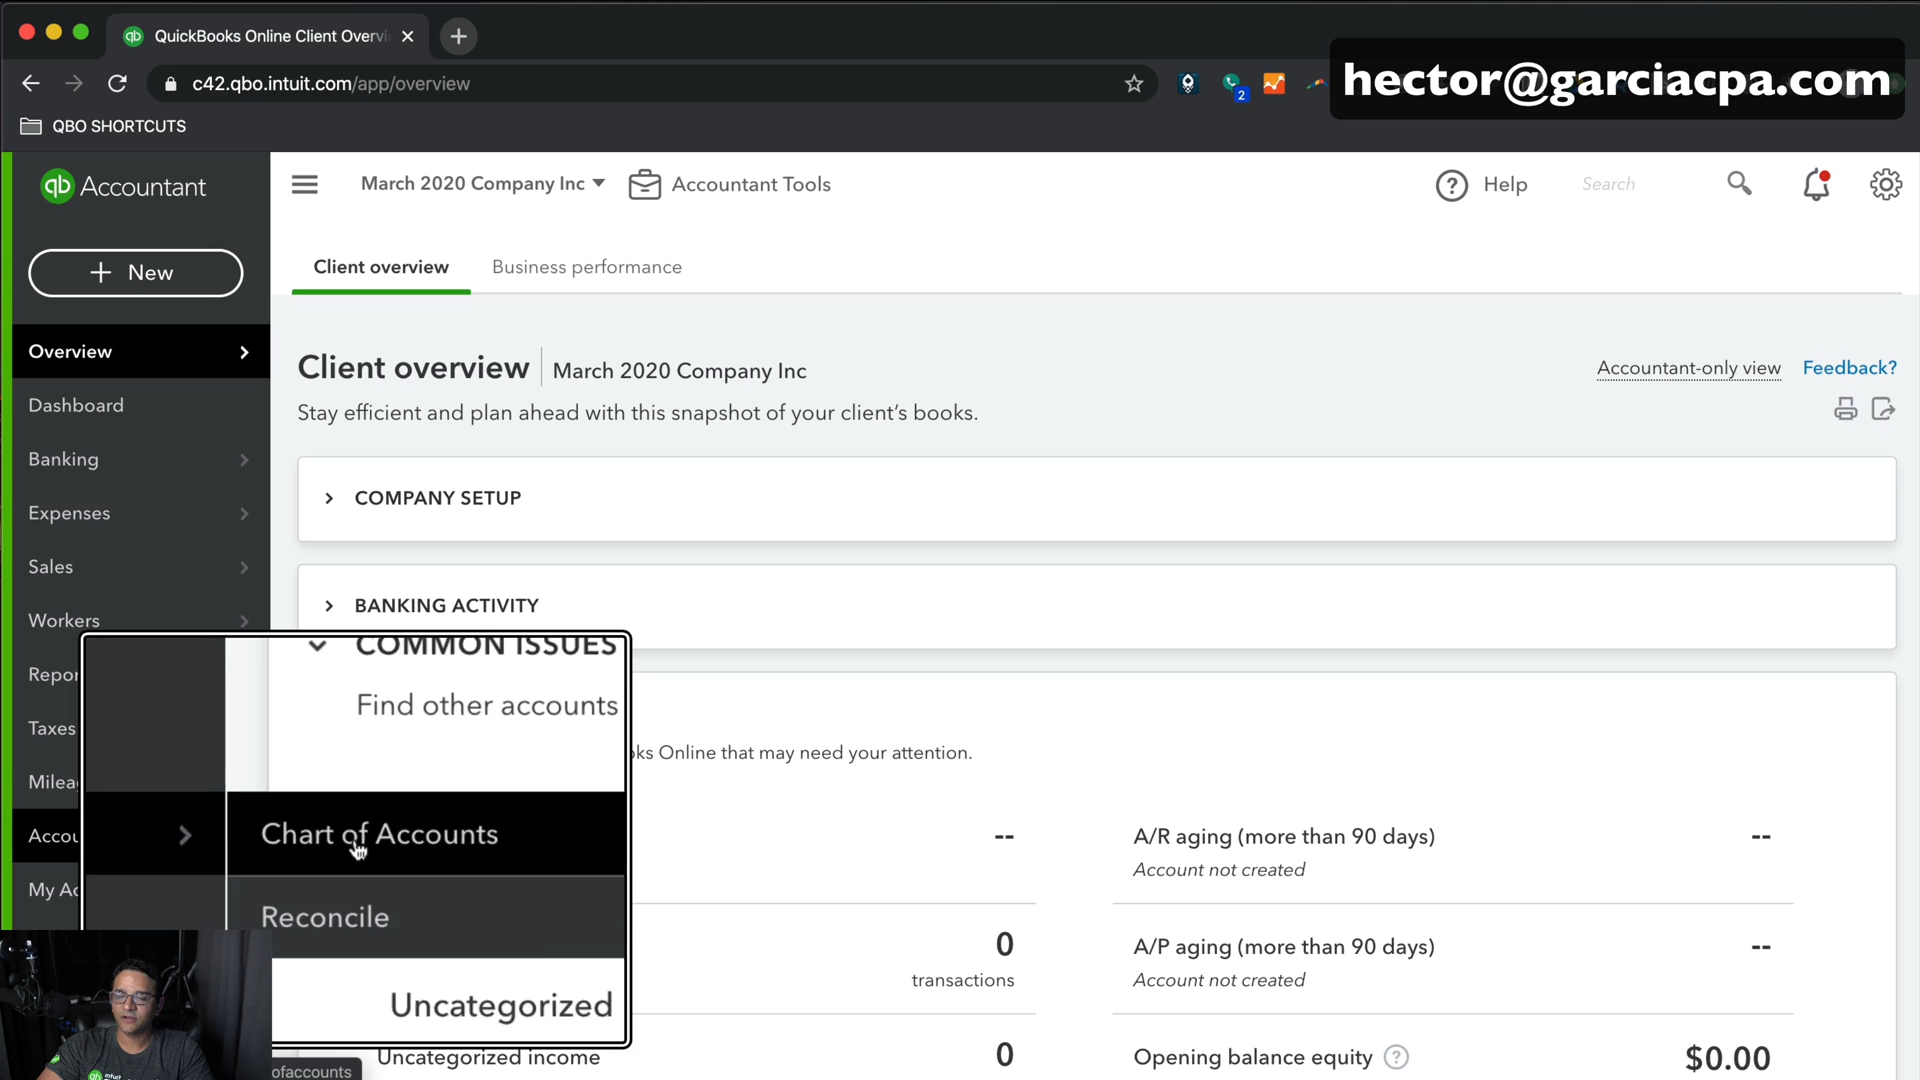 QuickBooks Online Client Overvi
c42.qbo.intuit.com/app/overview
2
hector@garciacpa.com
QBO SHORTCUTS
qb Accountant
March 2020 Company Inc
Accountant Tools
Help
Search
+ New
Client overview
Business performance
Overview
Dashboard
Banking
Expenses
Sales
Workers
Repor
Taxes
Milea
Accou
My Ac
Client overview
March 2020 Company Inc
Accountant-only view
Feedback?
Stay efficient and plan ahead with this snapshot of your client's books.
COMPANY SETUP
BANKING ACTIVITY
COMMON ISSUES
Find other accounts
oks Online that may need your attention.
Chart of Accounts
Reconcile
Uncategorized
--
A/R aging (more than 90 days)
--
Account not created
0
transactions
A/P aging (more than 90 days)
--
Account not created
Uncategorized income
0
Opening balance equity
$0.00
ofaccounts